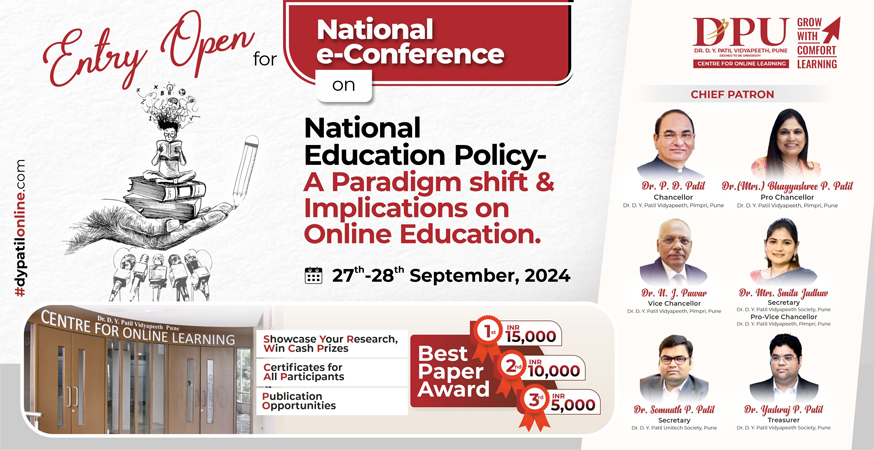 Entry Open
for
National
e-Conference
on
National
Education Policy-
A Paradigm shift &
Implications on
Online Education.
27th-28th September, 2024
#dypatilonline.com
Dr. D. Y. Patil Vidyapeeth Pune
CENTRE FOR ONLINE LEARNING
Showcase Your Research,
Win Cash Prizes
Certificates for
All Participants
Publication
Opportunities
Best
Paper
Award
1st
INR
15,000
2nd
INR
10,000
3rd
INR
5,000
DPU
DR. D. Y. PATIL VIDYAPEETH, PUNE
(DEEMED TO BE UNIVERSITY)
CENTRE FOR ONLINE LEARNING
GROW
WITH
COMFORT
LEARNING
CHIEF PATRON
Dr. P. D. Patil
Chancellor
Dr. D. Y. Patil Vidyapeeth, Pimpri, Pune
Dr.(Mrs.) Bhagyashree P. Patil
Pro Chancellor
Dr. D. Y. Patil Vidyapeeth, Pimpri, Pune
Dr. N. J. Pawar
Vice Chancellor
Dr. D. Y. Patil Vidyapeeth, Pimpri, Pune
Dr. Mrs. Smita Jadhav
Secretary
Dr. D. Y. Patil Vidyapeeth Society, Pune
Pro-Vice Chancellor
Dr. D. Y. Patil Vidyapeeth, Pimpri, Pune
Dr. Somnath P. Patil
Secretary
Dr. D. Y. Patil Unitech Society, Pune
Dr. Yashraj P. Patil
Treasurer
Dr. D. Y. Patil Vidyapeeth Society, Pune